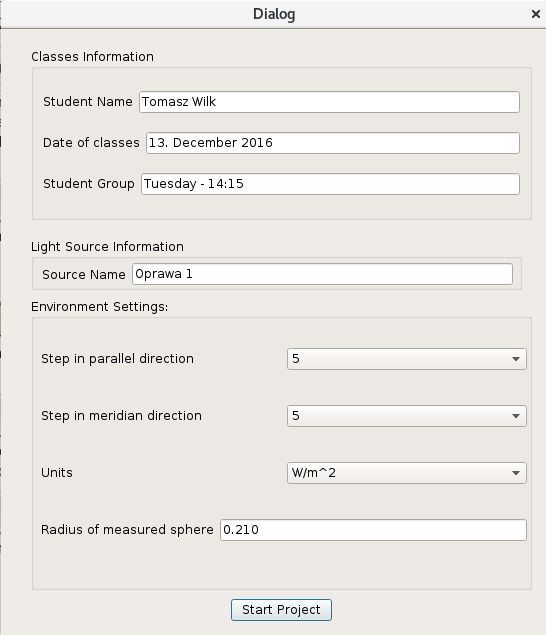 Dialog
Classes Information
Student Name Tomasz Wilk
Date of classes 13. December 2016
Student Group Tuesday - 14:15
Light Source Information
Source Name Oprawa 1
Environment Settings:
Step in parallel direction 5
Step in meridian direction 5
Units W/m^2
Radius of measured sphere 0.210
Start Project